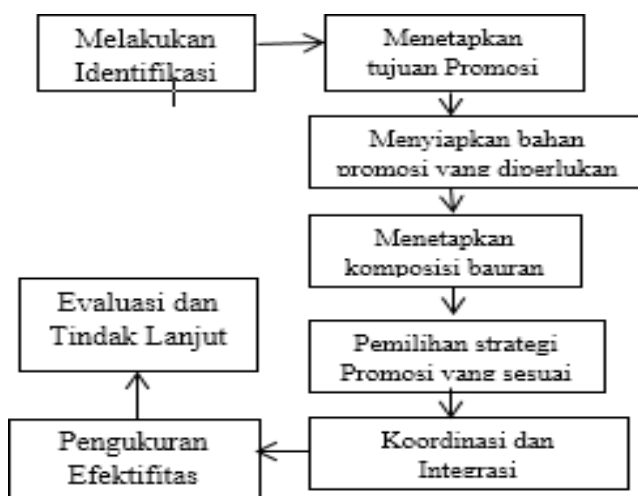 Melakukan
Identifikasi
Menetapkan
tujuan Promosi
Menyiapkan bahan
promosi yang diperlukan
Menetapkan
komposisi bauran
Pemilihan strategi
Promosi yang sesuai
Koordinasi dan
Integrasi
Pengukuran
Efektifitas
Evaluasi dan
Tindak Lanjut